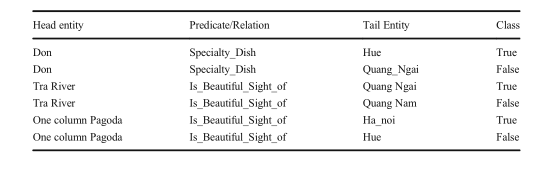 Head entity Predicate/Relation Tail Entity Class
Don Specialty_Dish Hue True
Don Specialty_Dish Quang_Ngai False
Tra River Is_Beautiful_Sight_of Quang Ngai True
Tra River Is_Beautiful_Sight_of Quang Nam False
One column Pagoda Is_Beautiful_Sight_of Ha_noi True
One column Pagoda Is_Beautiful_Sight_of Hue False